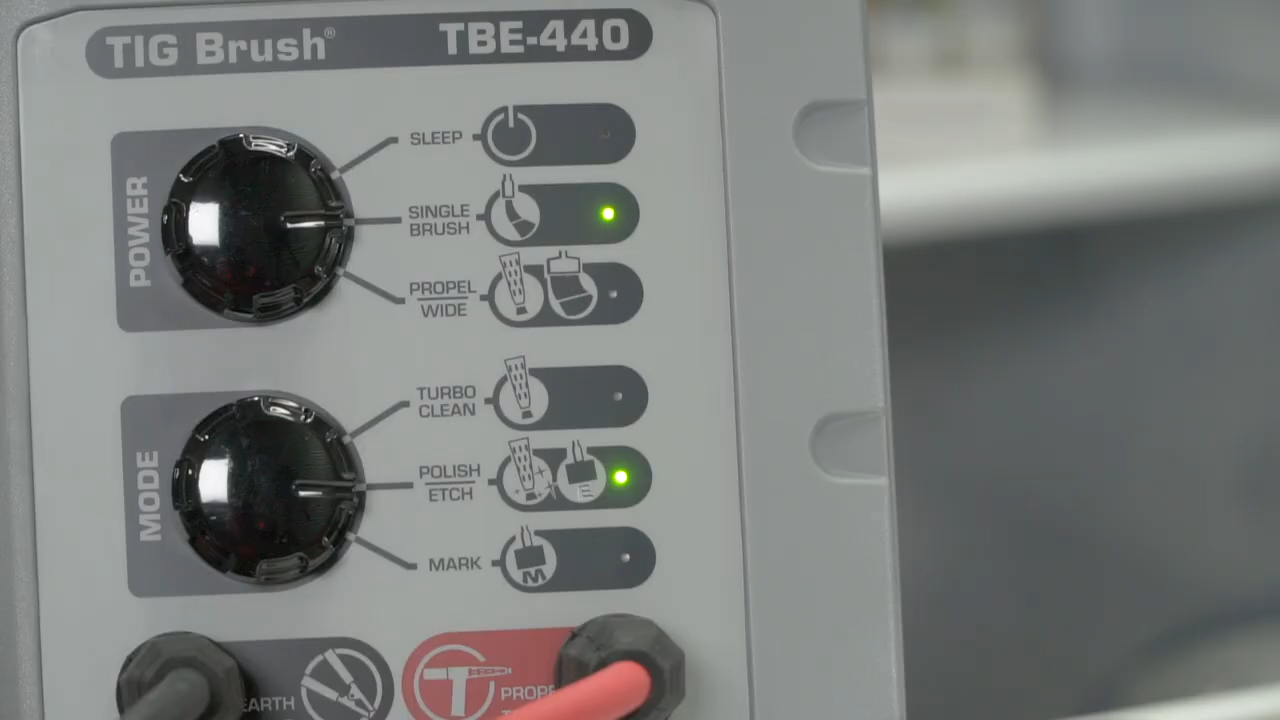 TIG Brush® TBE-440
POWER
SLEEP
SINGLE
BRUSH
PROPEL
WIDE
MODE
TURBO
CLEAN
POLISH
ETCH
E
MARK
M
EARTH
T